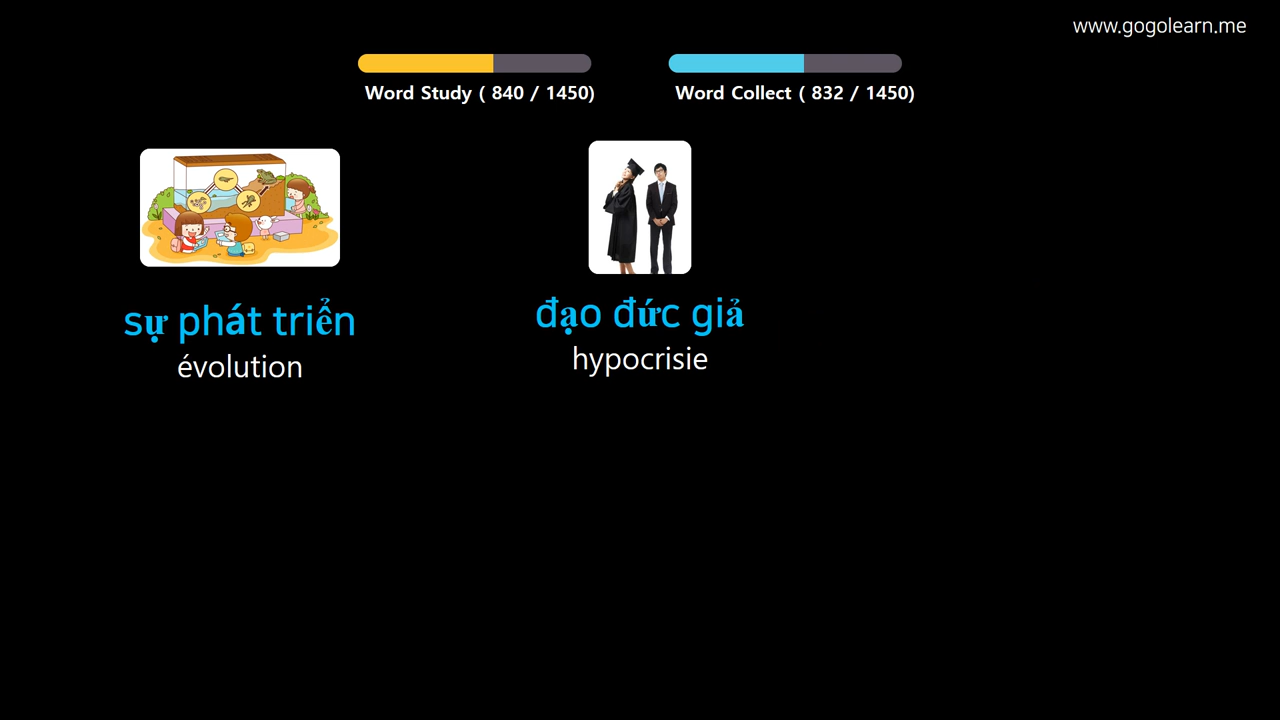 www.gogolearn.me
Word Study ( 840 / 1450)
Word Collect ( 832 / 1450)
sự phát triển
évolution
đạo đức giả
hypocrisie